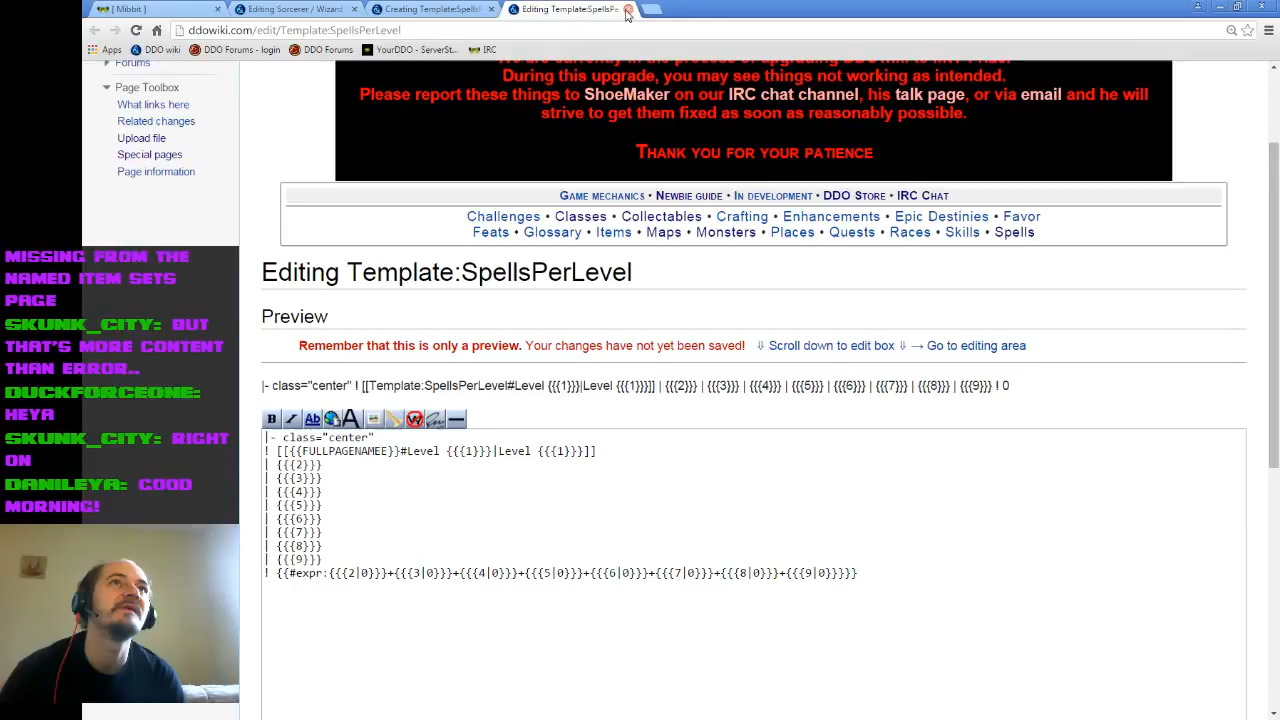 [ Mibbit ]
Editing Sorcerer / Wizard
Creating Template:SpellsP
Editing Template:SpellsPe
ddowiki.com/edit/Template:SpellsPerLevel
Apps
DDO wiki
DDO Forums - login
DDO Forums
YourDDO - ServerSt...
IRC
Forums
Page Toolbox
What links here
Related changes
Upload file
Special pages
Page information
During this upgrade, you may see things not working as intended.
Please report these things to ShoeMaker on our IRC chat channel, his talk page, or via email and he will
strive to get them fixed as soon as reasonably possible.
Thank you for your patience
Game mechanics • Newbie guide • In development • DDO Store • IRC Chat
Challenges • Classes • Collectables • Crafting • Enhancements • Epic Destinies • Favor
Feats • Glossary • Items • Maps • Monsters • Places • Quests • Races • Skills • Spells
MISSING FROM THE
NAMED ITEM SETS
PAGE
SKUNK_CITY: BUT
THAT'S MORE CONTENT
THAN ERROR..
DUCKFORCEONE:
HEYA
SKUNK_CITY: RIGHT
ON
DANILEYA: GOOD
MORNING!
Editing Template:SpellsPerLevel
Preview
Remember that this is only a preview. Your changes have not yet been saved! ⇓ Scroll down to edit box ⇓ → Go to editing area
|- class="center" ! [[Template:SpellsPerLevel#Level {{{1}}}|Level {{{1}}}]] | {{{2}}} | {{{3}}} | {{{4}}} | {{{5}}} | {{{6}}} | {{{7}}} | {{{8}}} | {{{9}}} ! 0
|- class="center"
! [[{{FULLPAGENAMEE}}#Level {{{1}}}|Level {{{1}}}]]
| {{{2}}}
| {{{3}}}
| {{{4}}}
| {{{5}}}
| {{{6}}}
| {{{7}}}
| {{{8}}}
| {{{9}}}
! {{#expr:{{{2|0}}}+{{{3|0}}}+{{{4|0}}}+{{{5|0}}}+{{{6|0}}}+{{{7|0}}}+{{{8|0}}}+{{{9|0}}}}}